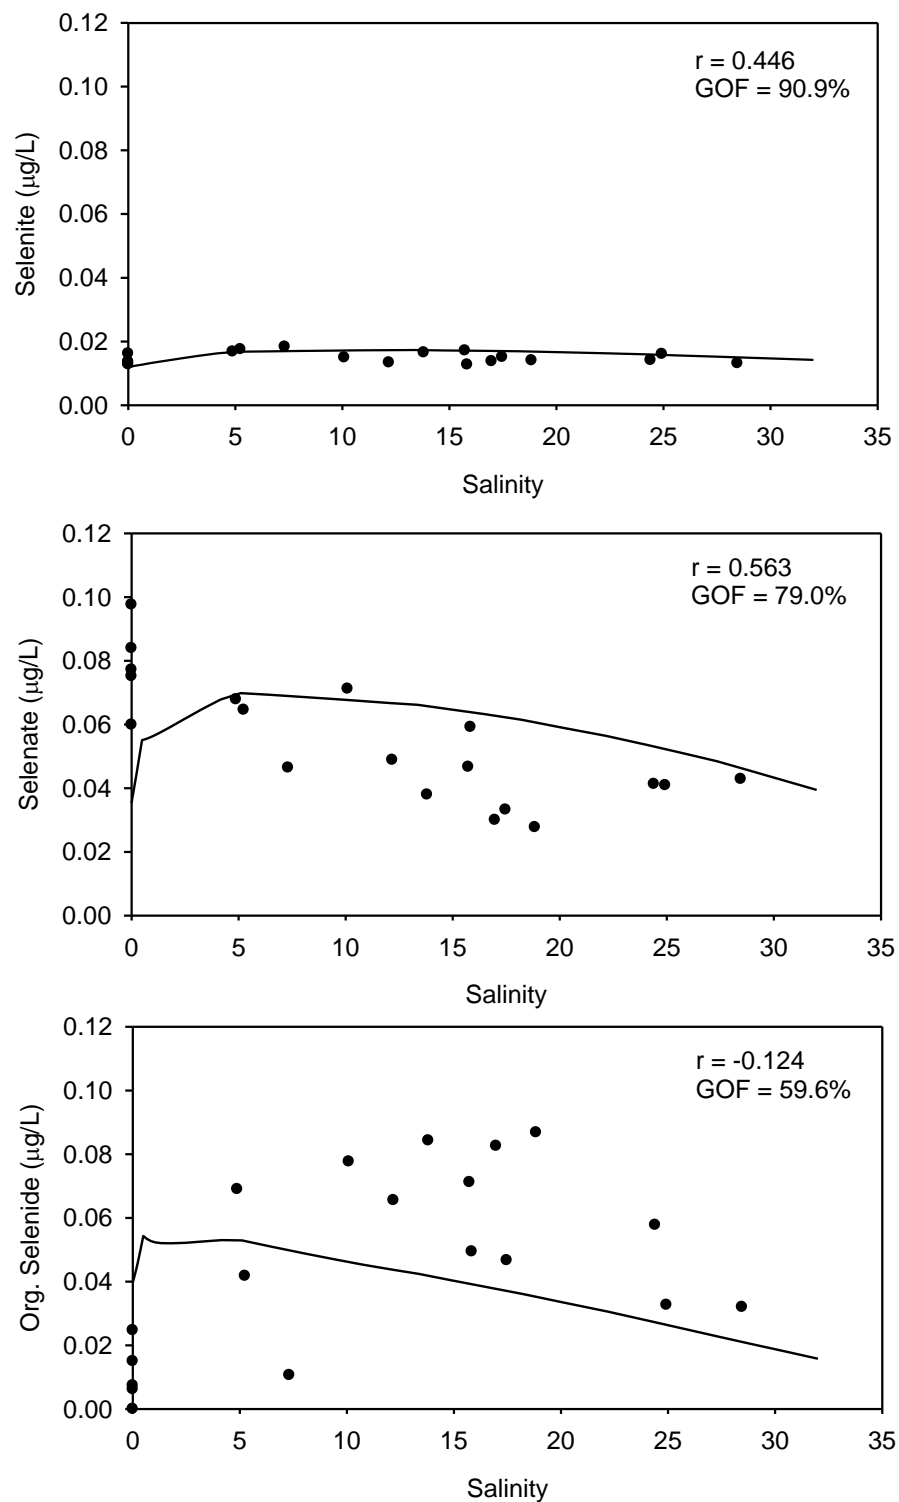 0.12
r = 0.446
GOF = 90.9%
0.10
0.08
0.06
0.04
0.02
0.00
Selenite (μg/L)
0 5 10 15 20 25 30 35
Salinity
0.12
r = 0.563
GOF = 79.0%
0.10
0.08
0.06
0.04
0.02
0.00
Selenate (μg/L)
0 5 10 15 20 25 30 35
Salinity
0.12
r = -0.124
GOF = 59.6%
0.10
0.08
0.06
0.04
0.02
0.00
Org. Selenide (μg/L)
0 5 10 15 20 25 30 35
Salinity